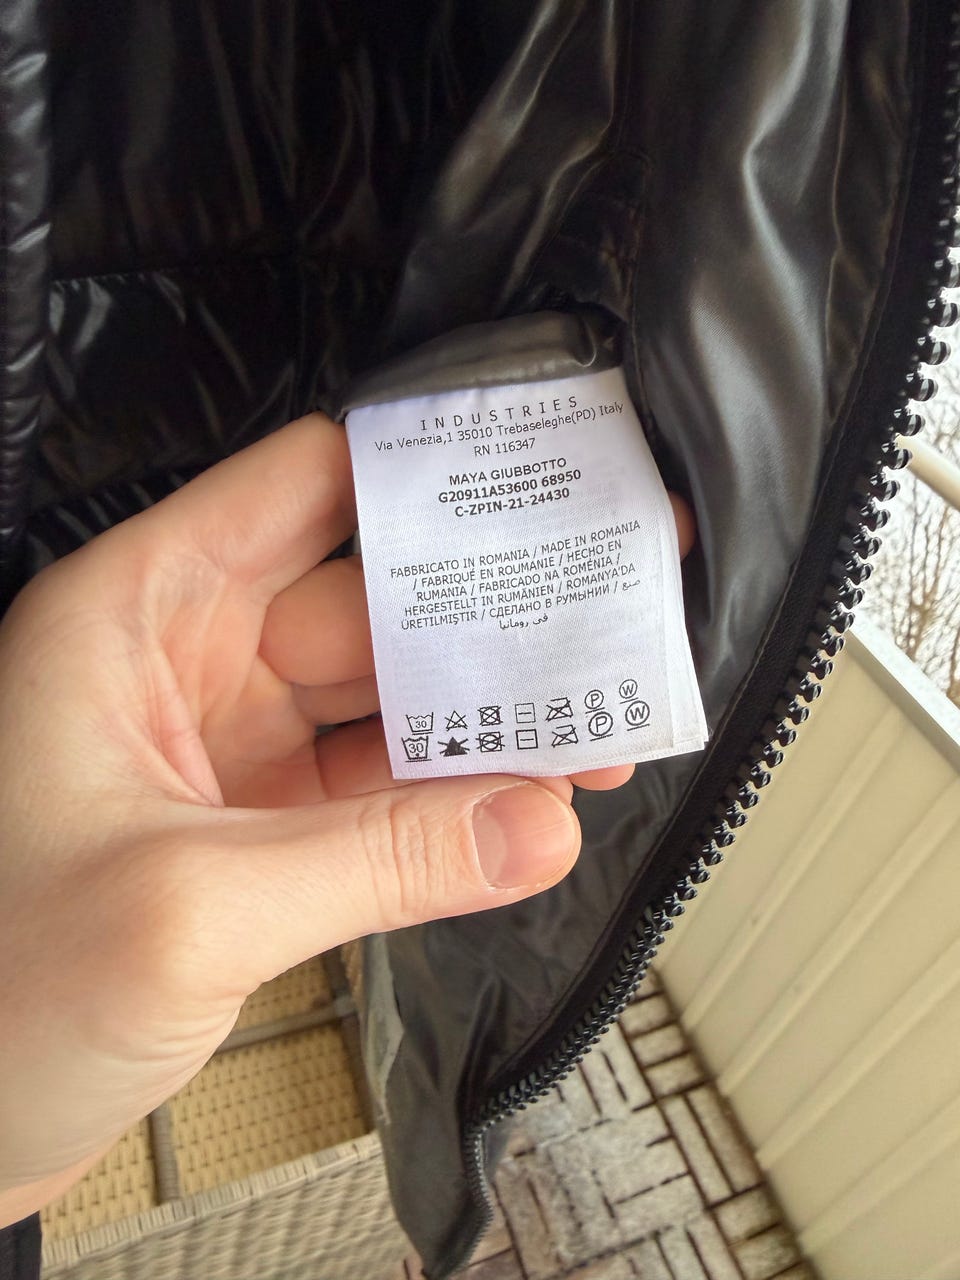 INDUSTRIES
Via Venezia,1 35010 Trebaseleghe(PD) Italy
RN 116347
MAYA GIUBBOTTO
G20911A53600 68950
C-ZPIN-21-24430
FABBRICATO IN ROMANIA / MADE IN ROMANIA
/ FABRIQUÉ EN ROUMANIE / HECHO EN
RUMANIA / FABRICADO NA ROMÉNIA /
HERGESTELLT IN RUMÄNIEN / ROMANYA'DA
ÜRETILMIŞTIR / СДЕЛАНО В РУМЫНИИ / صنع
في رومانيا
30 P W
30 P W